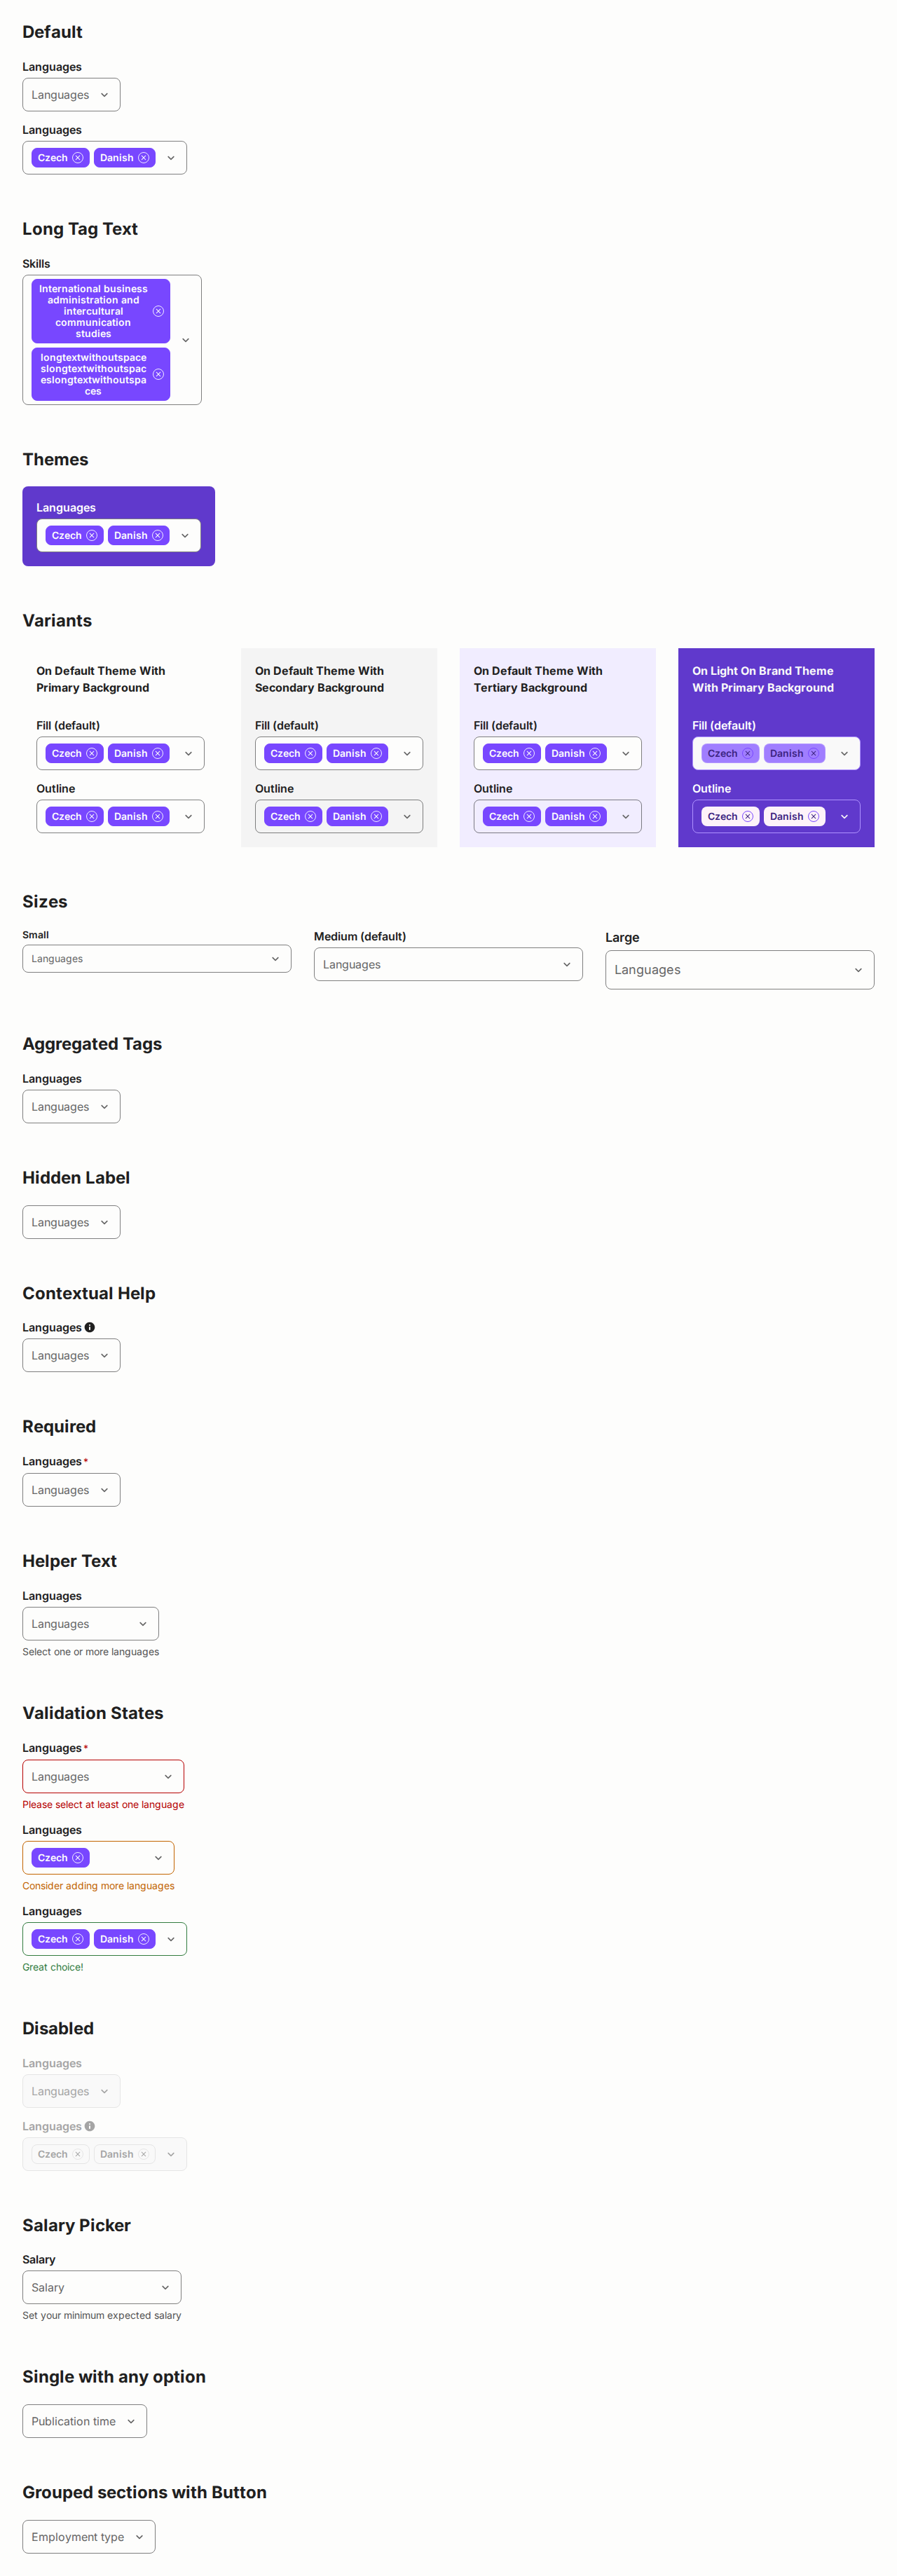 Default
Languages
Languages
Languages
Czech Danish
Long Tag Text
Skills
International business
administration and
intercultural
communication
studies
longtextwithoutspace
slongtextwithoutspac
eslongtextwithoutspa
ces
Themes
Languages
Czech Danish
Variants
On Default Theme With
Primary Background
Fill (default)
Czech Danish
Outline
Czech Danish
On Default Theme With
Secondary Background
Fill (default)
Czech Danish
Outline
Czech Danish
On Default Theme With
Tertiary Background
Fill (default)
Czech Danish
Outline
Czech Danish
On Light On Brand Theme
With Primary Background
Fill (default)
Czech Danish
Outline
Czech Danish
Sizes
Small
Languages
Medium (default)
Languages
Large
Languages
Aggregated Tags
Languages
Languages
Hidden Label
Languages
Contextual Help
Languages
Languages
Required
Languages *
Languages
Helper Text
Languages
Languages
Select one or more languages
Validation States
Languages *
Languages
Please select at least one language
Languages
Czech
Consider adding more languages
Languages
Czech Danish
Great choice!
Disabled
Languages
Languages
Languages
Czech Danish
Salary Picker
Salary
Salary
Set your minimum expected salary
Single with any option
Publication time
Grouped sections with Button
Employment type